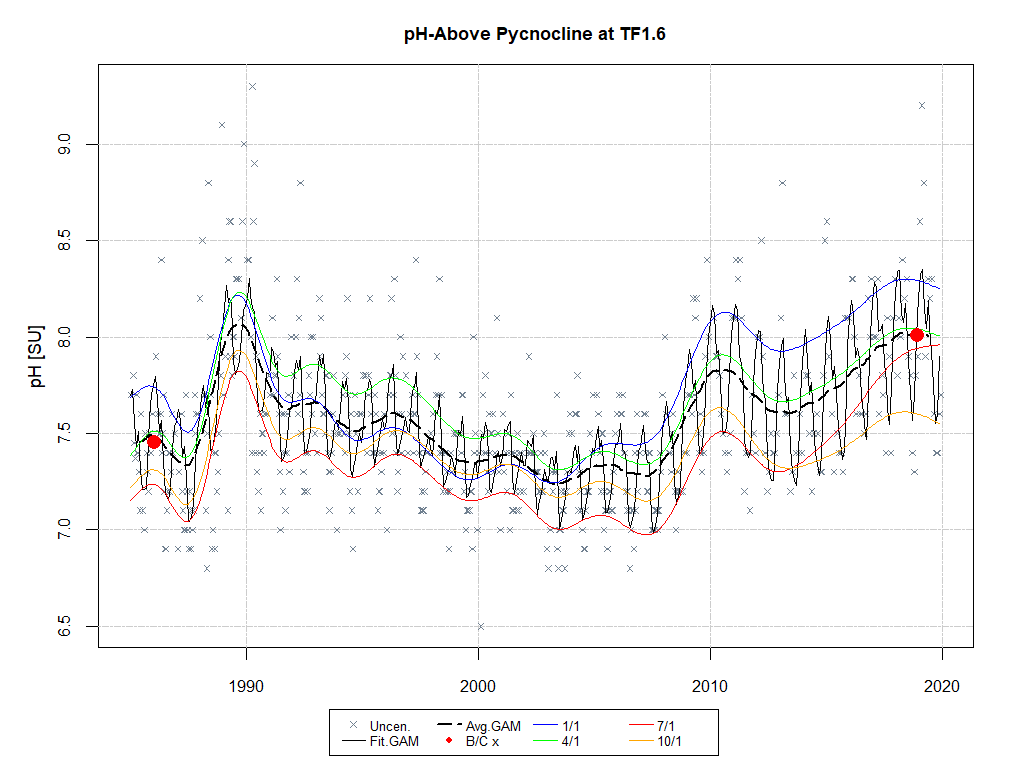 pH-Above Pycnocline at TF1.6
pH [SU]
9.0
8.5
8.0
7.5
7.0
6.5
1990 2000 2010 2020
Uncen. Avg.GAM 1/1 7/1
Fit.GAM B/C x 4/1 10/1